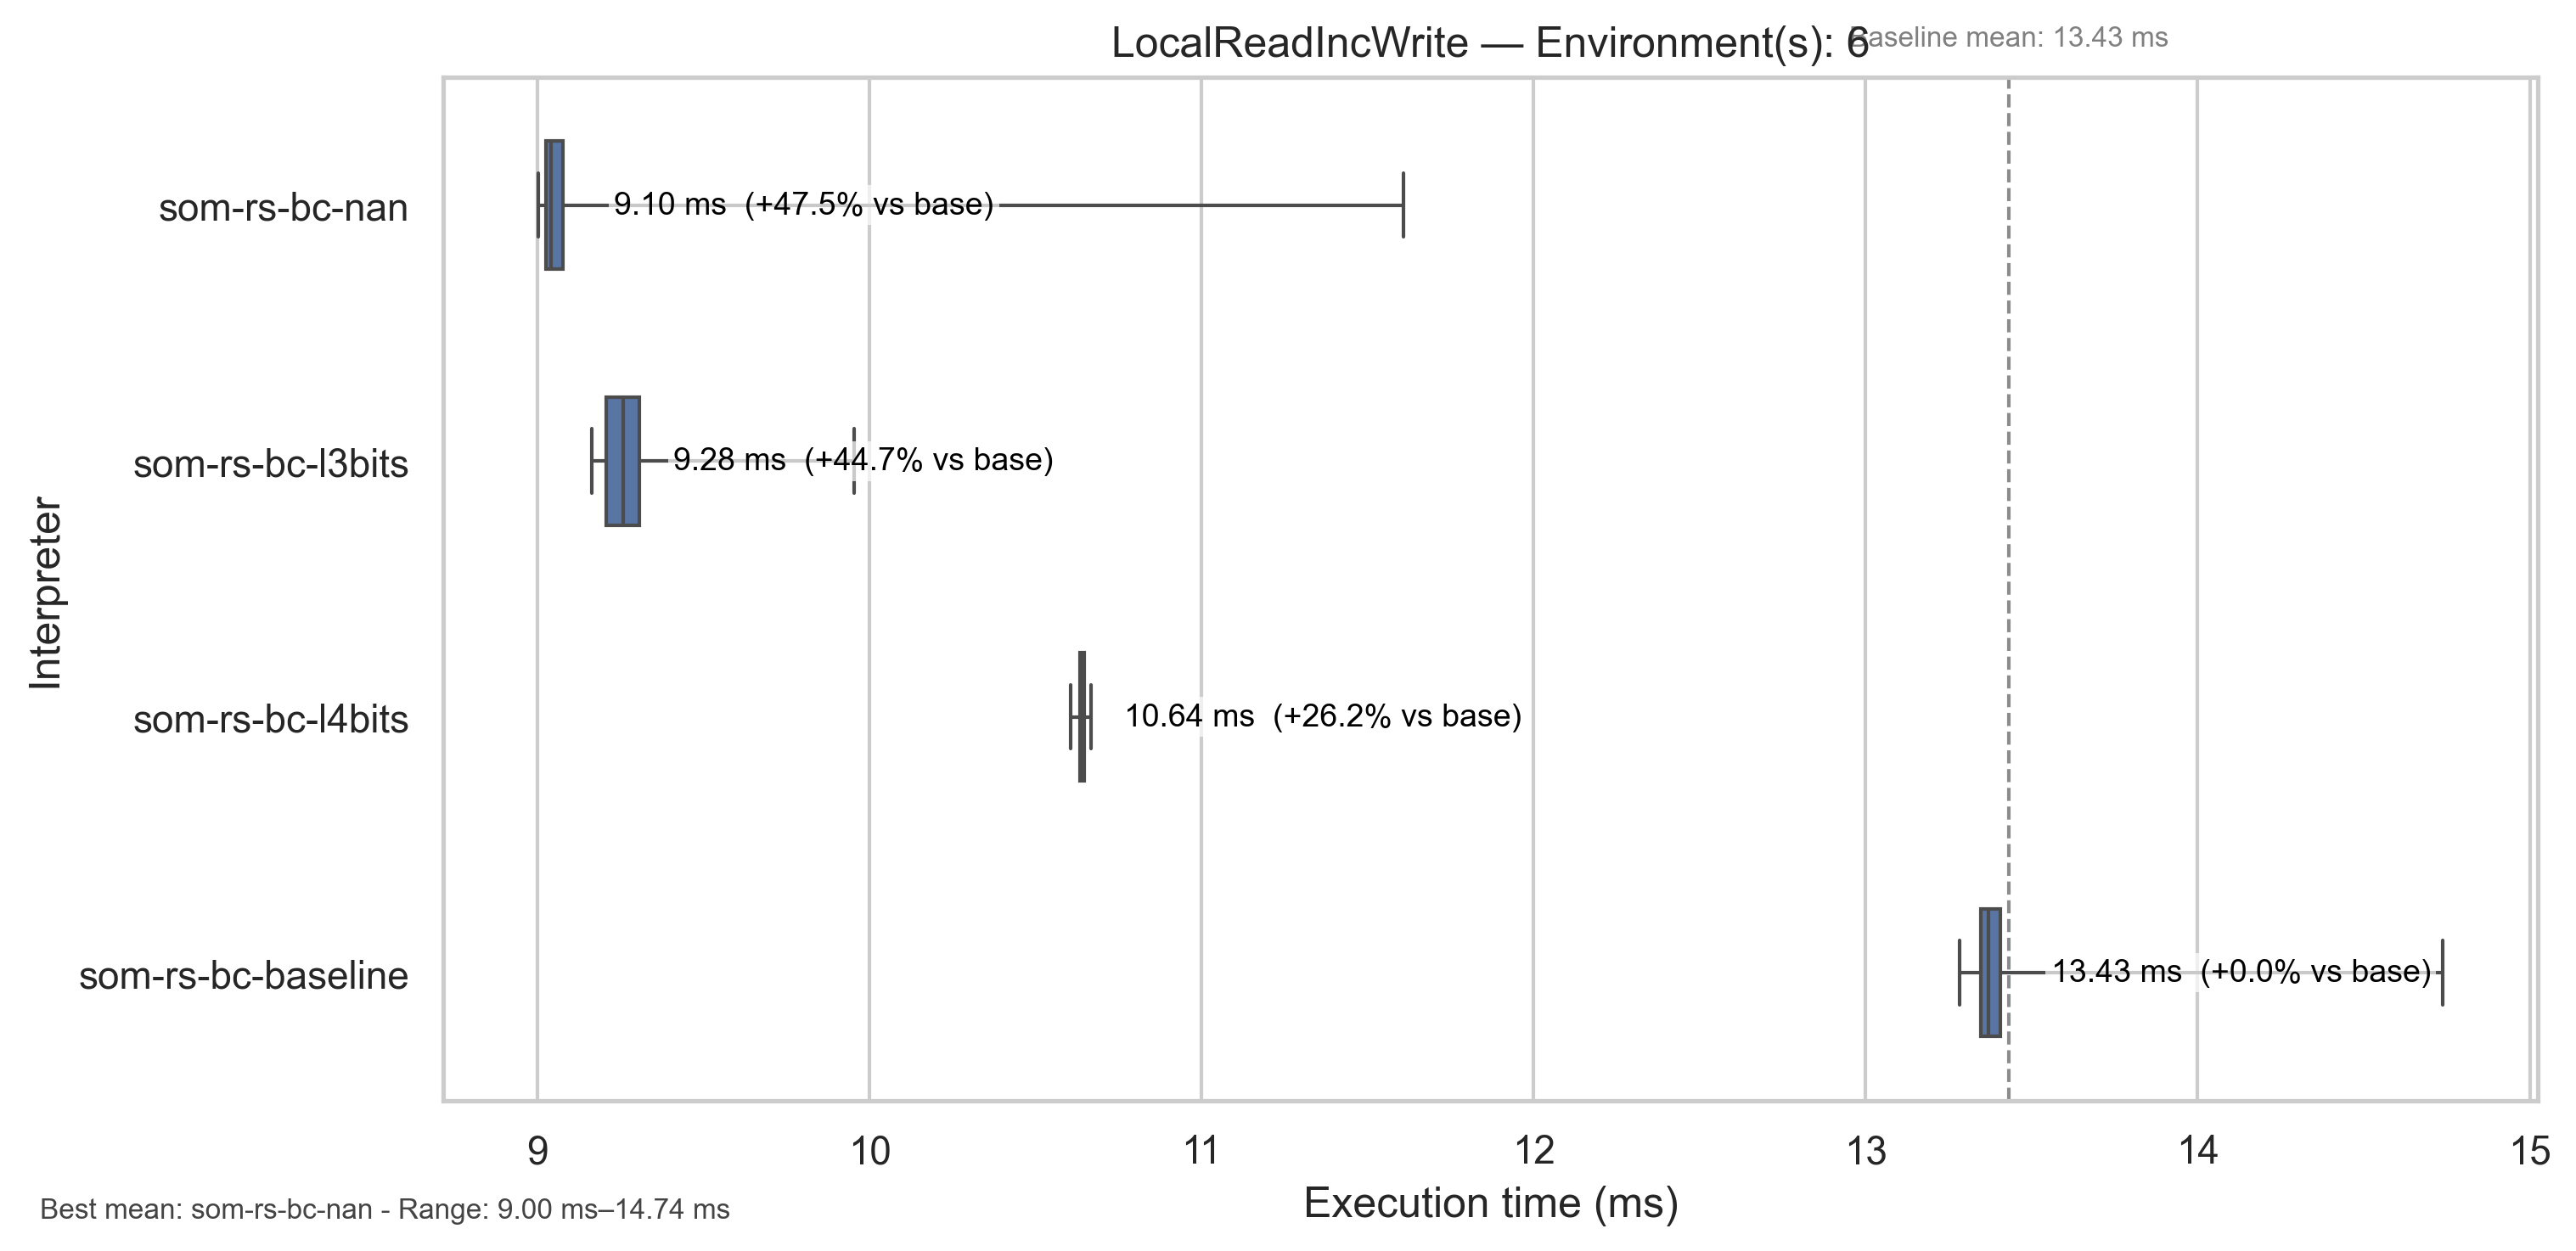 LocalReadIncWrite — Environment(s): 6
Baseline mean: 13.43 ms
som-rs-bc-nan
9.10 ms (+47.5% vs base)
som-rs-bc-l3bits
9.28 ms (+44.7% vs base)
som-rs-bc-l4bits
10.64 ms (+26.2% vs base)
som-rs-bc-baseline
13.43 ms (+0.0% vs base)
Interpreter
9 10 11 12 13 14 15
Execution time (ms)
Best mean: som-rs-bc-nan - Range: 9.00 ms–14.74 ms